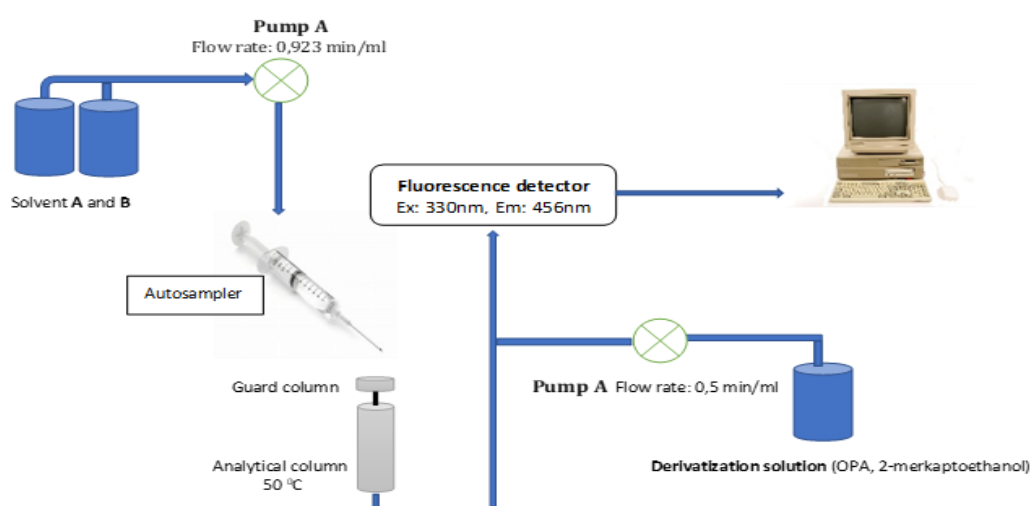 Pump A
Flow rate: 0,923 min/ml
Solvent A and B
Fluorescence detector
Ex: 330nm, Em: 456nm
Autosampler
Guard column
Pump A Flow rate: 0,5 min/ml
Analytical column
50 ⁰C
Derivatization solution (OPA, 2-merkaptoethanol)